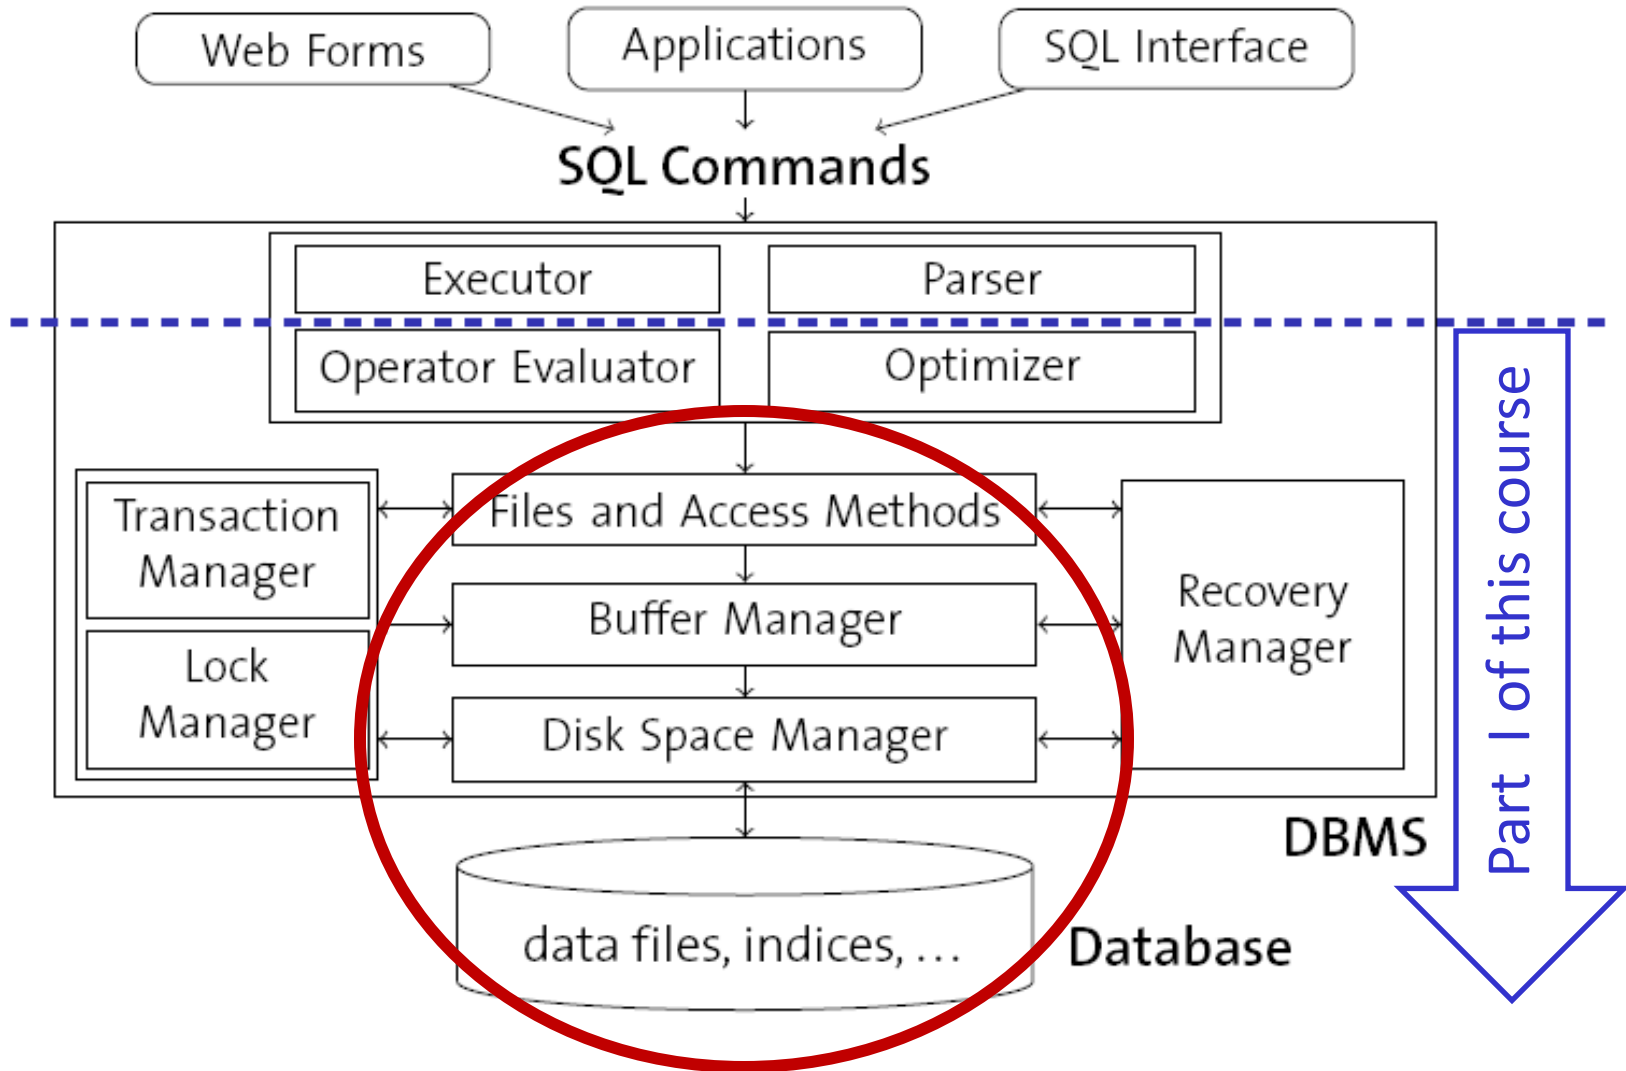 Web Forms
Applications
SQL Interface
SQL Commands
Executor
Parser
Operator Evaluator
Optimizer
Transaction
Manager
Lock
Manager
Files and Access Methods
Buffer Manager
Disk Space Manager
Recovery
Manager
DBMS
data files, indices, ...
Database
Part I of this course